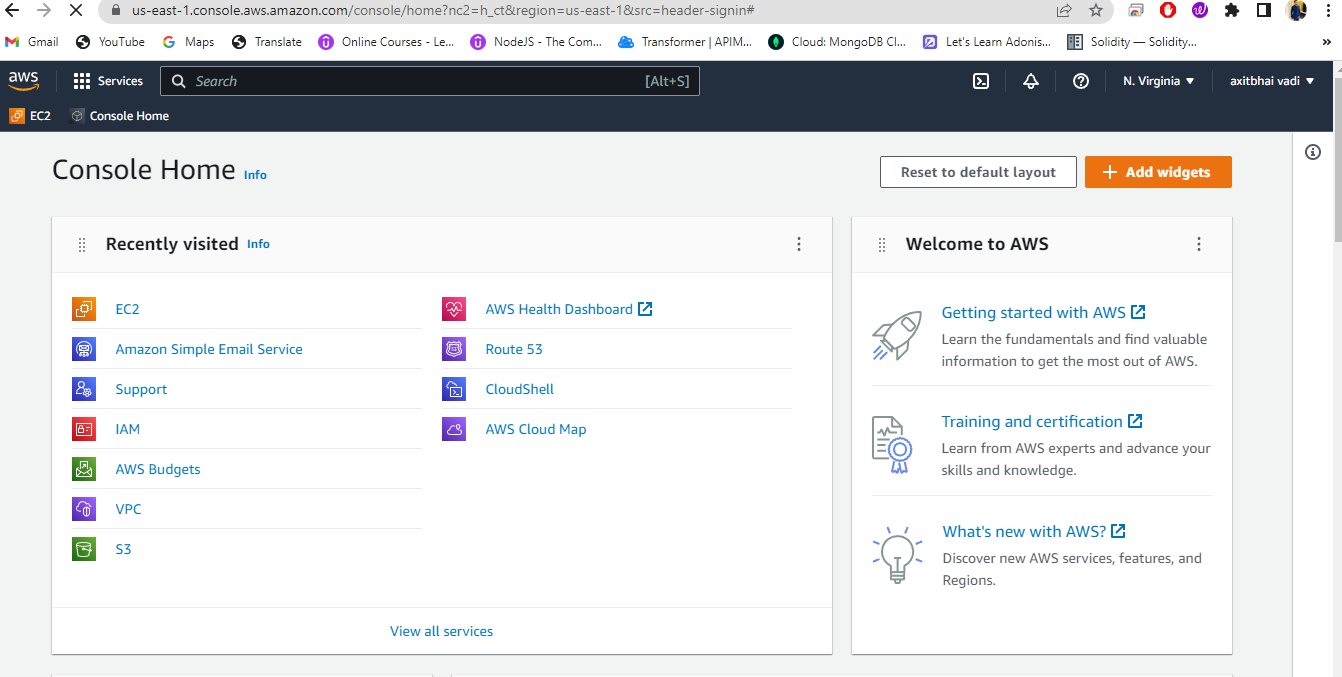 us-east-1.console.aws.amazon.com/console/home?nc2=h_ct&region=us-east-1&src=header-signin#
Gmail YouTube Maps Translate Online Courses - Le... NodeJS - The Com... Transformer | APIM... Cloud: MongoDB Cl... Let's Learn Adonis... Solidity — Solidity... »
aws Services Search [Alt+S] N. Virginia axitbhai vadi
EC2 Console Home
Console Home Info Reset to default layout Add widgets
Recently visited Info
EC2
Amazon Simple Email Service
Support
IAM
AWS Budgets
VPC
S3
AWS Health Dashboard
Route 53
CloudShell
AWS Cloud Map
View all services
Welcome to AWS
Getting started with AWS
Learn the fundamentals and find valuable
information to get the most out of AWS.
Training and certification
Learn from AWS experts and advance your
skills and knowledge.
What's new with AWS?
Discover new AWS services, features, and
Regions.